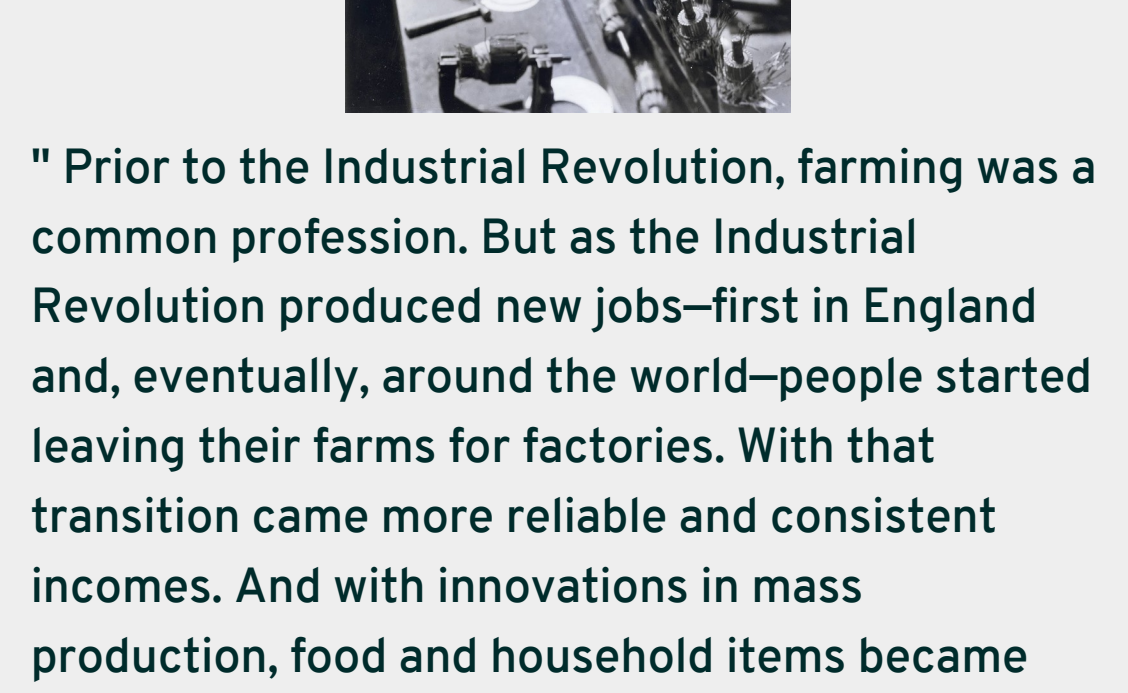 " Prior to the Industrial Revolution, farming was a
common profession. But as the Industrial
Revolution produced new jobs—first in England
and, eventually, around the world—people started
leaving their farms for factories. With that
transition came more reliable and consistent
incomes. And with innovations in mass
production, food and household items became